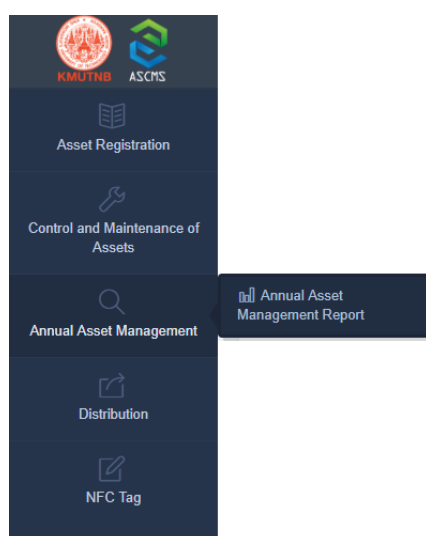 KMUTNB ASCMS
Asset Registration
Control and Maintenance of
Assets
Annual Asset Management
Annual Asset
Management Report
Distribution
NFC Tag